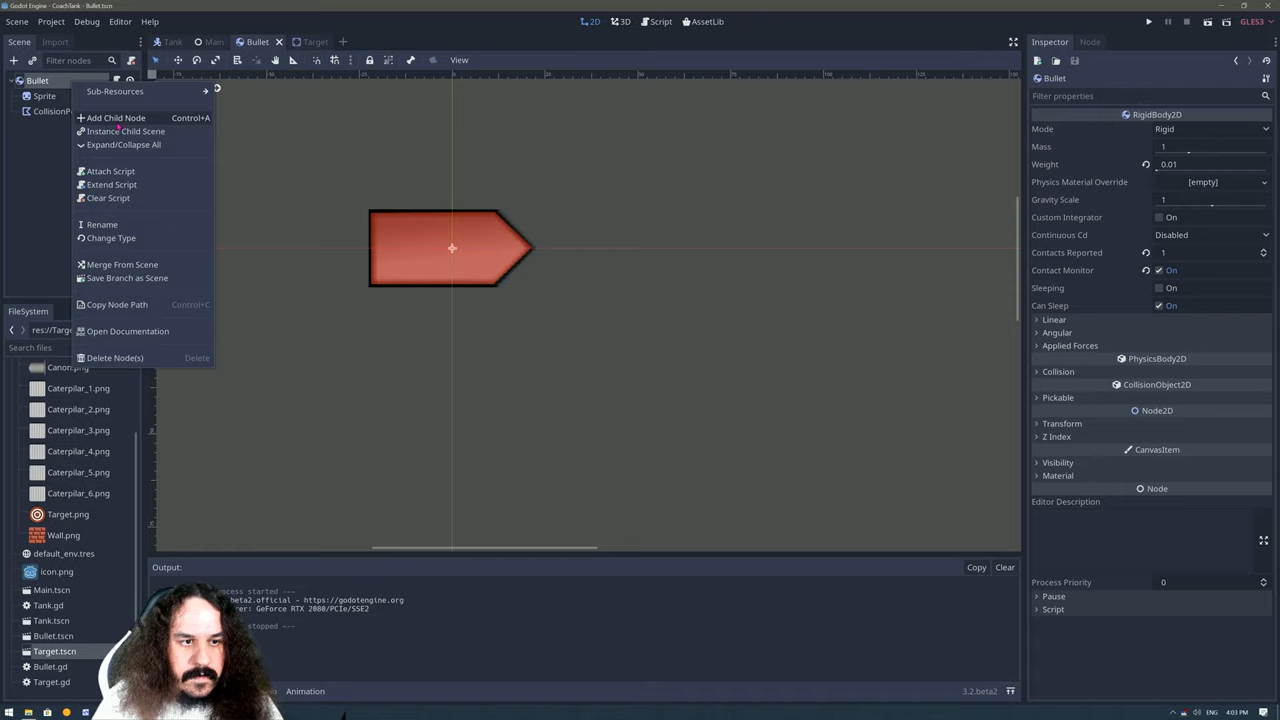 Godot Engine - CoachTank - Bullet.tscn
Scene Project Debug Editor Help
2D 3D Script AssetLib
GLES3
Scene Import
Tank Main Bullet Target
Inspector Node
Filter nodes
View
Bullet
Bullet
Sprite
Filter properties
Sub-Resources
Add Child Node Control+A
Instance Child Scene
Expand/Collapse All
Attach Script
Extend Script
Clear Script
Rename
Change Type
Merge From Scene
Save Branch as Scene
Copy Node Path Control+C
Open Documentation
Delete Node(s) Delete
RigidBody2D
Mode Rigid
Mass 1
Weight 0.01
Physics Material Override [empty]
Gravity Scale 1
Custom Integrator On
Continuous Cd Disabled
Contacts Reported 1
Contact Monitor On
Sleeping On
Can Sleep On
Linear
Angular
Applied Forces
PhysicsBody2D
Collision
CollisionObject2D
Pickable
Node2D
Transform
Z Index
CanvasItem
Visibility
Material
Node
Editor Description
Process Priority 0
Pause
Script
FileSystem
Search files
Canon.png
Caterpilar_1.png
Caterpilar_2.png
Caterpilar_3.png
Caterpilar_4.png
Caterpilar_5.png
Caterpilar_6.png
Target.png
Wall.png
default_env.tres
icon.png
Main.tscn
Tank.gd
Tank.tscn
Bullet.tscn
Target.tscn
Bullet.gd
Target.gd
Output: Copy Clear
started ---
beta2.official - https://godotengine.org
GeForce RTX 2080/PCIe/SSE2
stopped ---
Animation 3.2.beta2
ENG 4:03 PM